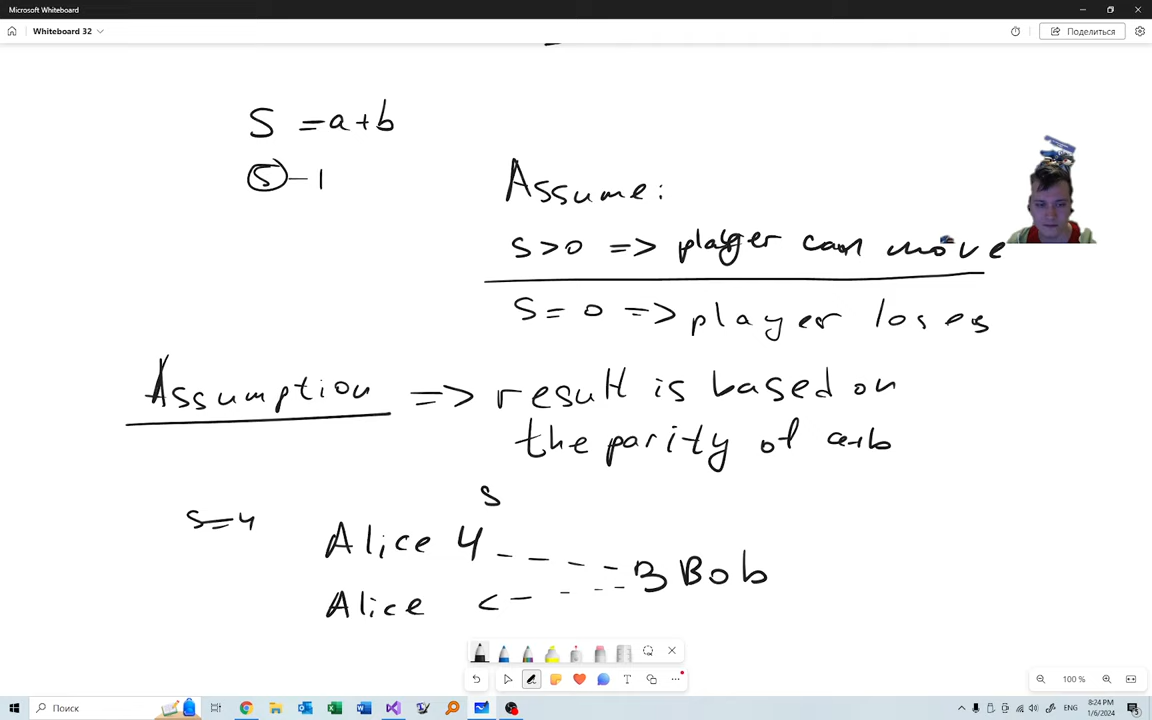 Microsoft Whiteboard
Whiteboard 32
Поделиться
S = a+b
S - 1
Assume:
S>0 => player can move
S = 0 => player loses
Assumption => result is based on
the parity of a+b
S
S=4
Alice 4 - - - - 3 Bob
Alice < - - - -
T
100 %
Поиск
ENG
8:24 PM
1/6/2024
5